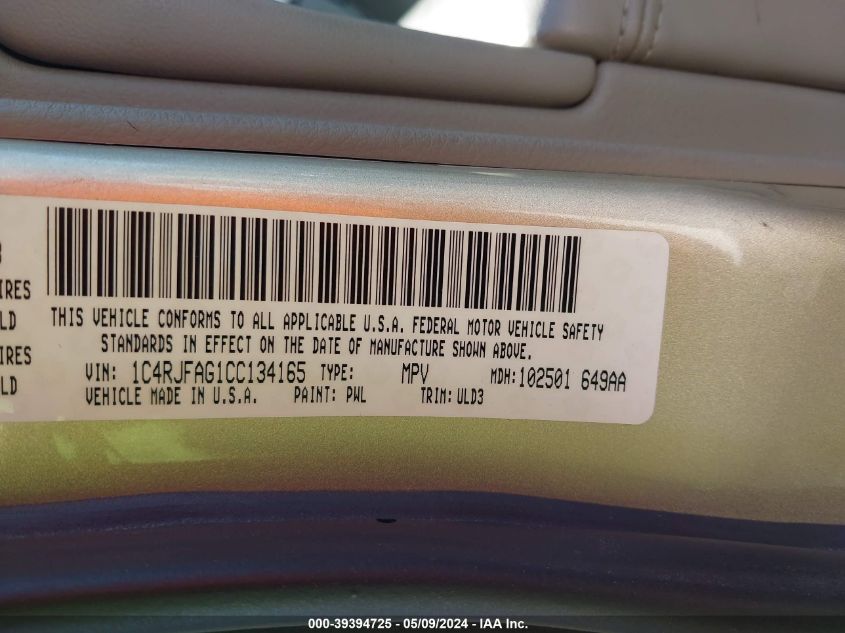 IRES
LD
IRES
LD
THIS VEHICLE CONFORMS TO ALL APPLICABLE U.S.A. FEDERAL MOTOR VEHICLE SAFETY
STANDARDS IN EFFECT ON THE DATE OF MANUFACTURE SHOWN ABOVE.
VIN: 1C4RJFAG1CC134165 TYPE: MPV MDH:102501 649AA
VEHICLE MADE IN U.S.A. PAINT: PWL TRIM: ULD3
000-39394725 - 05/09/2024 - IAA Inc.